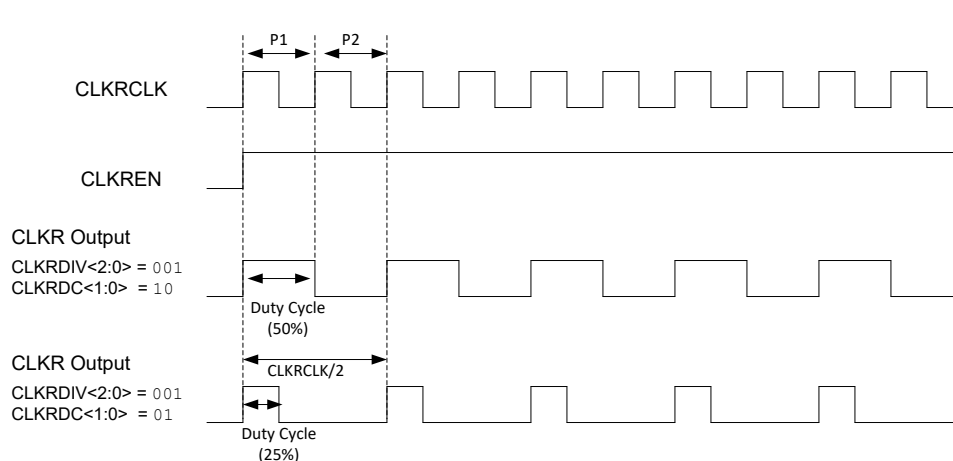 P1 P2
CLKRCLK
CLKREN
CLKR Output
CLKRDIV<2:0> = 001
CLKRDC<1:0> = 10
Duty Cycle
(50%)
CLKR Output
CLKRCLK/2
CLKRDIV<2:0> = 001
CLKRDC<1:0> = 01
Duty Cycle
(25%)